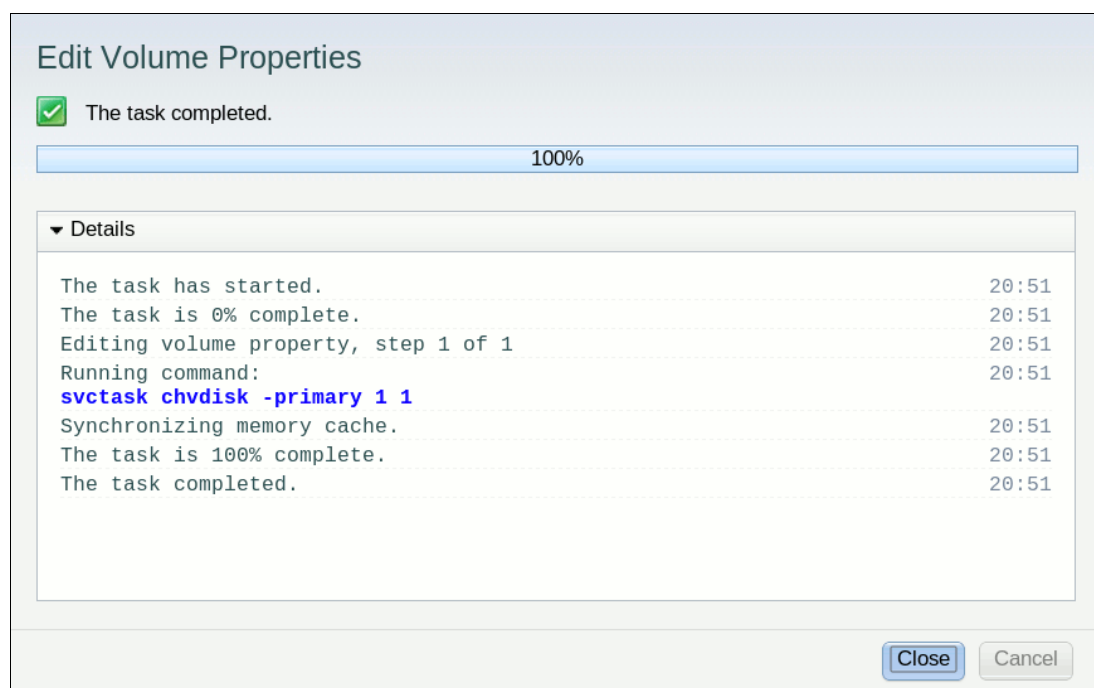 Edit Volume Properties
The task completed.
100%
Details
The task has started. 20:51
The task is 0% complete. 20:51
Editing volume property, step 1 of 1 20:51
Running command: 20:51
svctask chvdisk -primary 1 1
Synchronizing memory cache. 20:51
The task is 100% complete. 20:51
The task completed. 20:51
Close Cancel